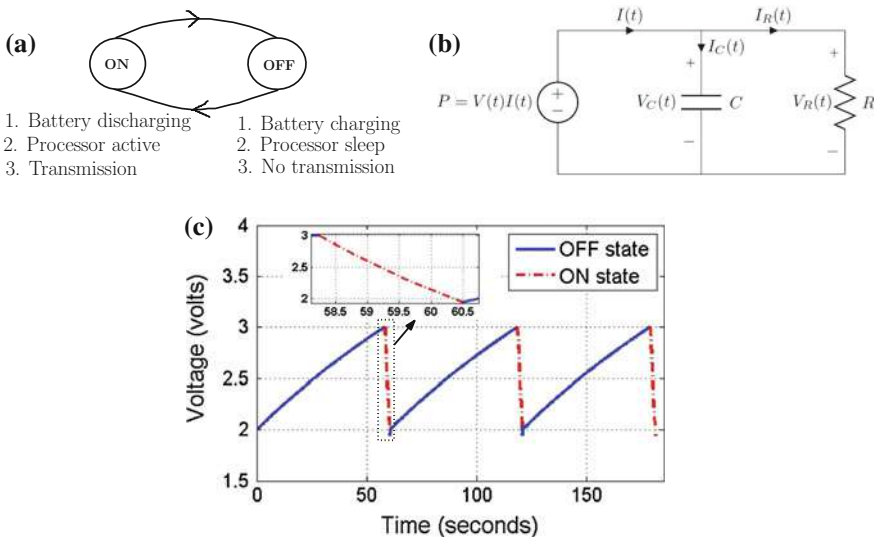 (a)
ON
OFF
1. Battery discharging
2. Processor active
3. Transmission
1. Battery charging
2. Processor sleep
3. No transmission
(b)
I(t)
I_R(t)
I_C(t)
+
+
+
−
P = V(t)I(t)
V_C(t)
C
V_R(t)
R
−
−
(c)
4
3.5
3
2.5
2
1.5
Voltage (volts)
3
2.5
2
58.5
59
59.5
60
60.5
OFF state
ON state
0
50
100
150
Time (seconds)